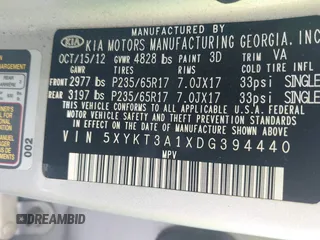 MANUFACTURED BY
KIA KIA MOTORS MANUFACTURING GEORGIA, INC
OCT/15/12 GVWR 4828 lbs PAINT 3D TRIM VA
GAWR TIRES RIMS COLD
FRONT 2977 lbs P235/65R17 7.0JX17 33psi SINGLE
REAR 3197 lbs P235/65R17 7.0JX17 33psi SINGLE
THIS VEHICLE CONFORMS TO ALL APPLICABLE
U.S.A. FEDERAL MOTOR VEHICLE SAFETY AND
THEFT PREVENTION STANDARDS IN EFFECT ON
THE DATE OF MANUFACTURE SHOWN ABOVE.
VIN 5XYKT3A1XDG394440
MPV
002
DREAMBID